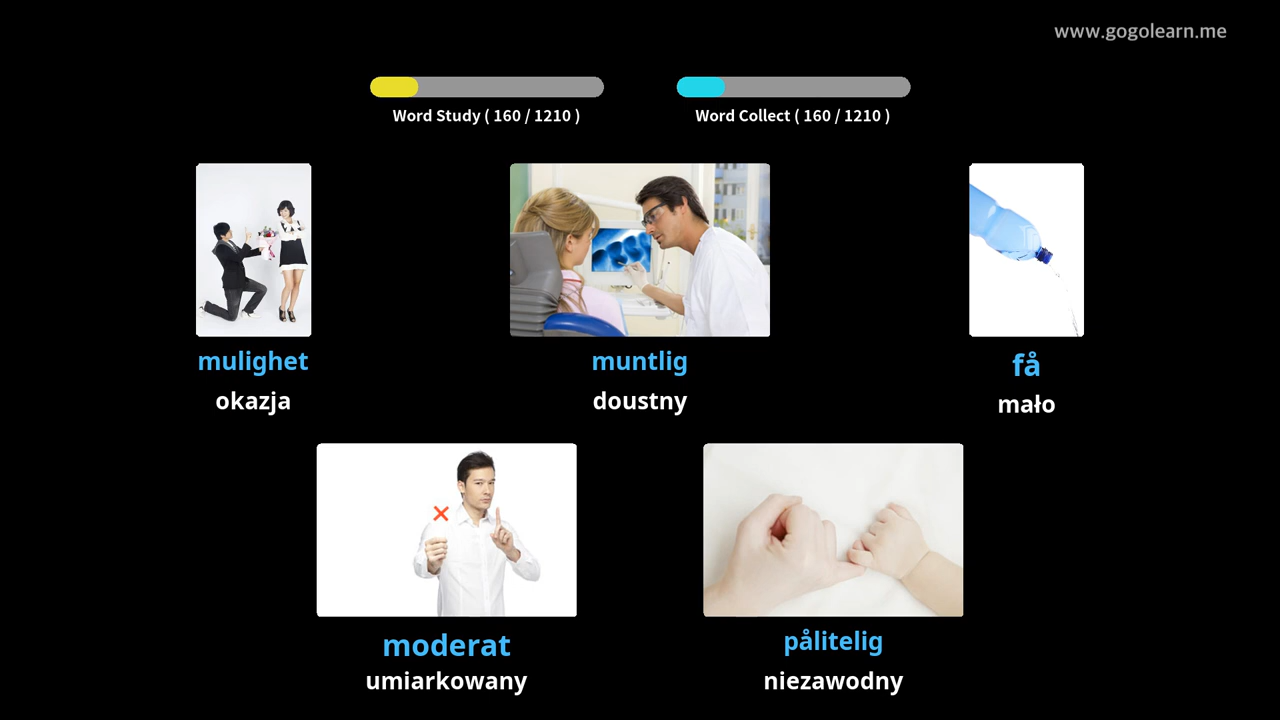 www.gogolearn.me
Word Study ( 160 / 1210 )
Word Collect ( 160 / 1210 )
mulighet
okazja
muntlig
doustny
få
mało
moderat
umiarkowany
pålitelig
niezawodny